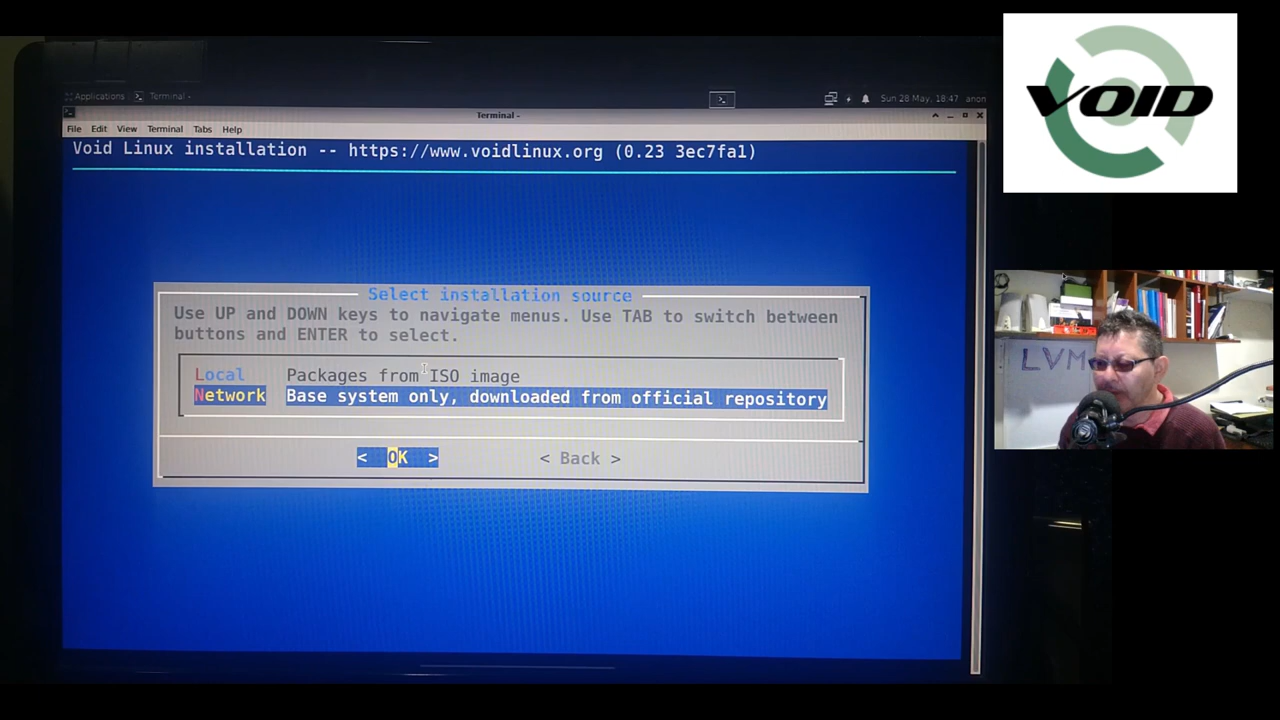 VOID
Applications Terminal -
Sun 28 May, 18:47 anon
Terminal -
File Edit View Terminal Tabs Help
Void Linux installation -- https://www.voidlinux.org (0.23 3ec7fa1)
Select installation source
Use UP and DOWN keys to navigate menus. Use TAB to switch between
buttons and ENTER to select.
Local Packages from ISO image
Network Base system only, downloaded from official repository
< OK > < Back >
LVM